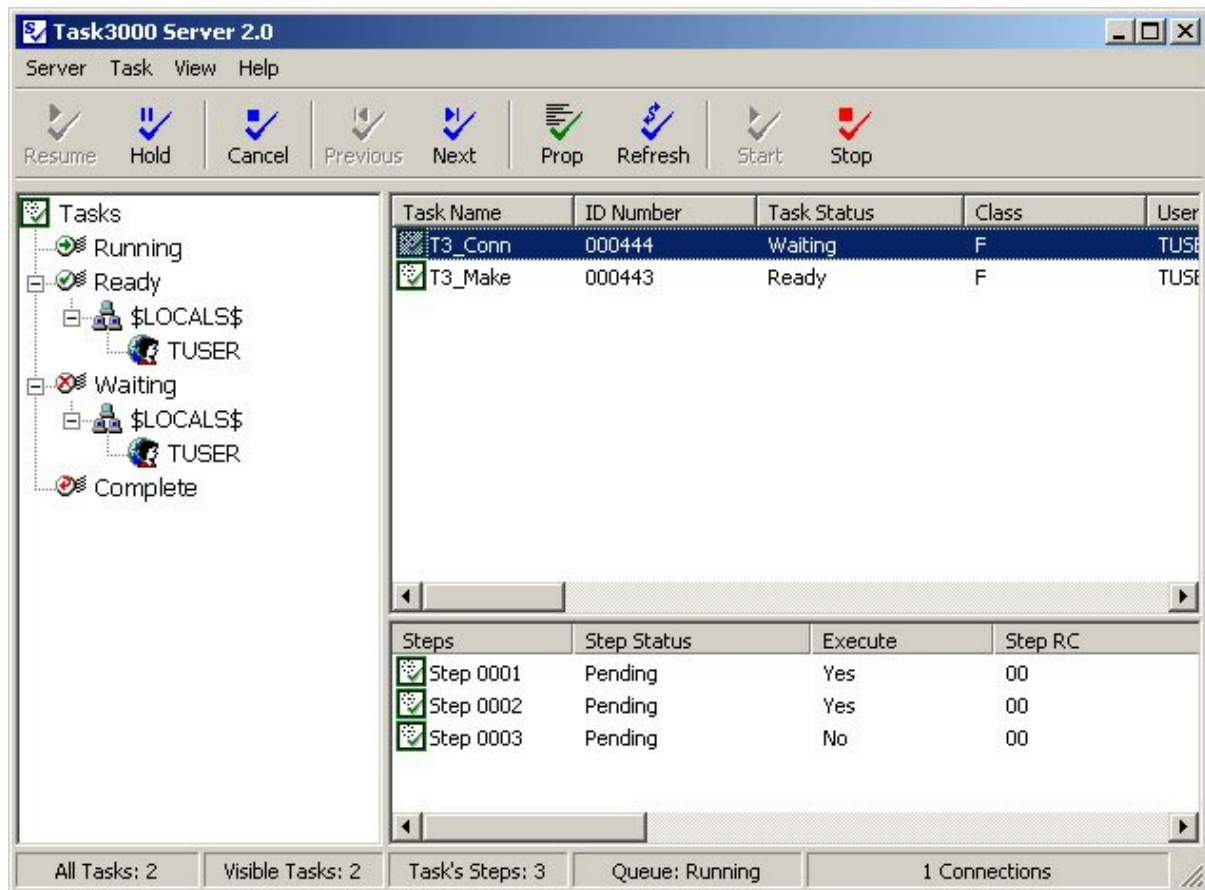 Task3000 Server 2.0
Server Task View Help
Resume Hold Cancel Previous Next Prop Refresh Start Stop
Tasks
Running
Ready
$LOCALS$
TUSER
Waiting
$LOCALS$
TUSER
Complete
Task Name ID Number Task Status Class User
T3_Conn 000444 Waiting F
T3_Make 000443 Ready F
Steps Step Status Execute Step RC
Step 0001 Pending Yes 00
Step 0002 Pending Yes 00
Step 0003 Pending No 00
All Tasks: 2 Visible Tasks: 2 Task's Steps: 3 Queue: Running 1 Connections